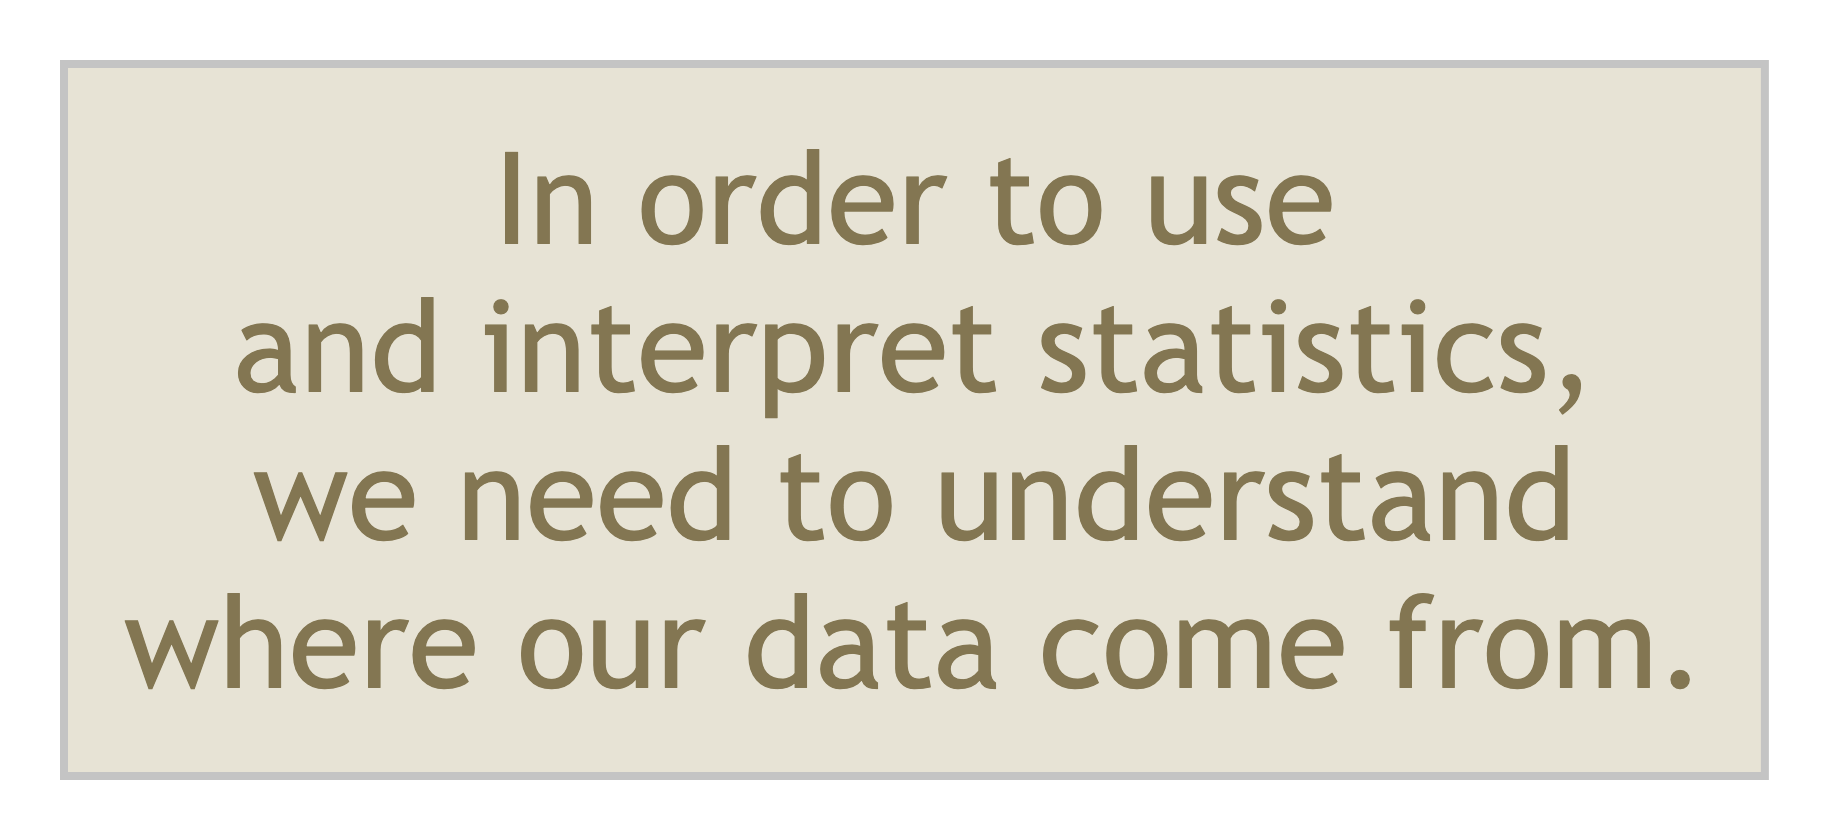 In order to use
and interpret statistics,
we need to understand
where our data come from.